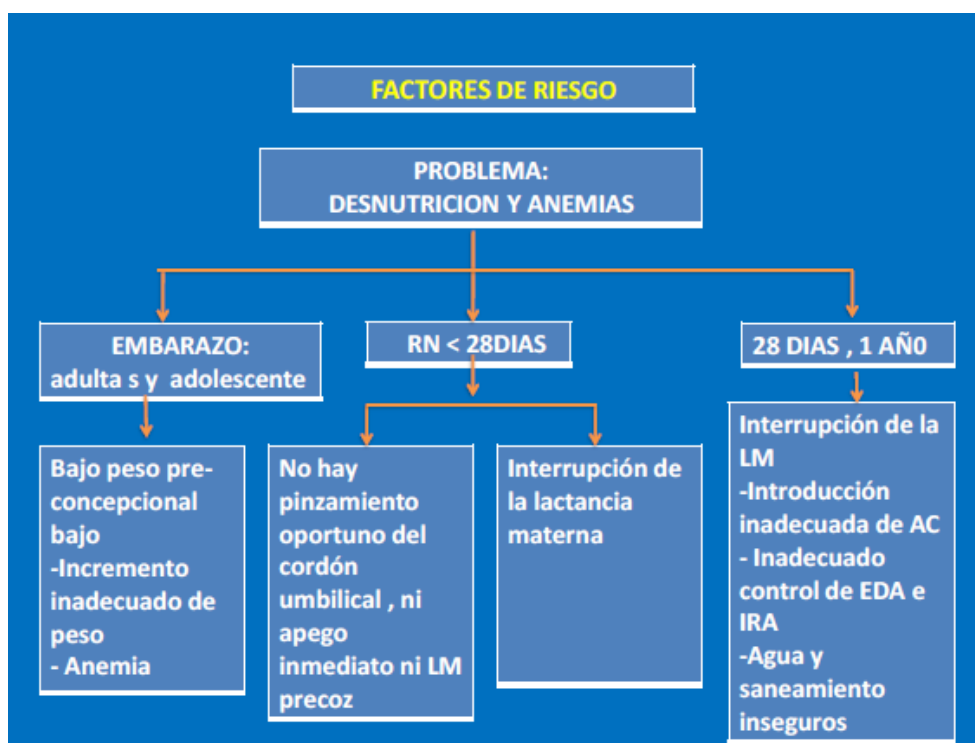 FACTORES DE RIESGO
PROBLEMA:
DESNUTRICION Y ANEMIAS
EMBARAZO:
adulta s y adolescente
RN < 28DIAS
28 DIAS , 1 AÑ0
Bajo peso pre-
concepcional
bajo
-Incremento
inadecuado de
peso
- Anemia
No hay
pinzamiento
oportuno del
cordón
umbilical , ni
apego
inmediato ni LM
precoz
Interrupción de
la lactancia
materna
Interrupción de la
LM
-Introducción
inadecuada de AC
- Inadecuado
control de EDA e
IRA
-Agua y
saneamiento
inseguros